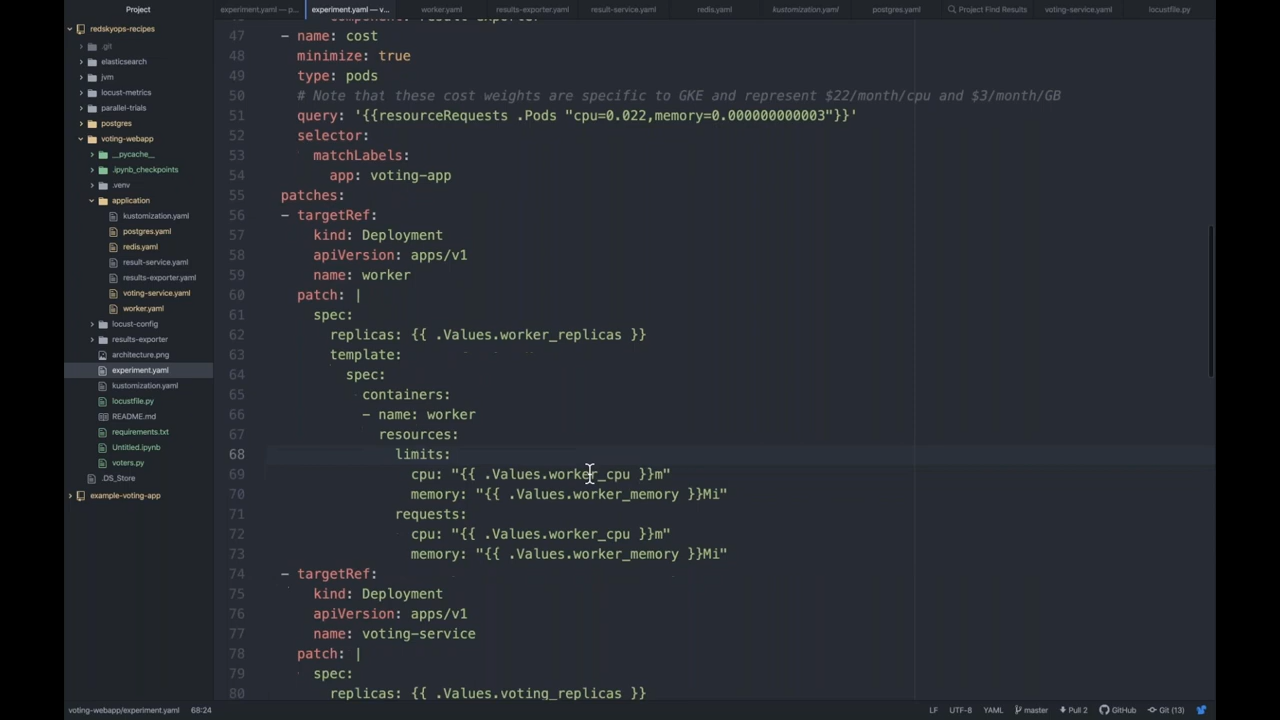 Project
experiment.yaml — p...
experiment.yaml — v...
worker.yaml
results-exporter.yaml
result-service.yaml
redis.yaml
kustomization.yaml
postgres.yaml
Project Find Results
voting-service.yaml
locustfile.py
redskyops-recipes
.git
elasticsearch
jvm
locust-metrics
parallel-trials
postgres
voting-webapp
__pycache__
.ipynb_checkpoints
.venv
application
kustomization.yaml
postgres.yaml
redis.yaml
result-service.yaml
results-exporter.yaml
voting-service.yaml
worker.yaml
locust-config
results-exporter
architecture.png
experiment.yaml
kustomization.yaml
locustfile.py
README.md
requirements.txt
Untitled.ipynb
voters.py
.DS_Store
example-voting-app
47 - name: cost
48 minimize: true
49 type: pods
50 # Note that these cost weights are specific to GKE and represent $22/month/cpu and $3/month/GB
51 query: '{{resourceRequests .Pods "cpu=0.022,memory=0.000000000003"}}'
52 selector:
53 matchLabels:
54 app: voting-app
55 patches:
56 - targetRef:
57 kind: Deployment
58 apiVersion: apps/v1
59 name: worker
60 patch: |
61 spec:
62 replicas: {{ .Values.worker_replicas }}
63 template:
64 spec:
65 containers:
66 - name: worker
67 resources:
68 limits:
69 cpu: "{{ .Values.worker_cpu }}m"
70 memory: "{{ .Values.worker_memory }}Mi"
71 requests:
72 cpu: "{{ .Values.worker_cpu }}m"
73 memory: "{{ .Values.worker_memory }}Mi"
74 - targetRef:
75 kind: Deployment
76 apiVersion: apps/v1
77 name: voting-service
78 patch: |
79 spec:
80 replicas: {{ .Values.voting_replicas }}
voting-webapp/experiment.yaml 68:24
LF UTF-8 YAML master Pull 2 GitHub Git (13)